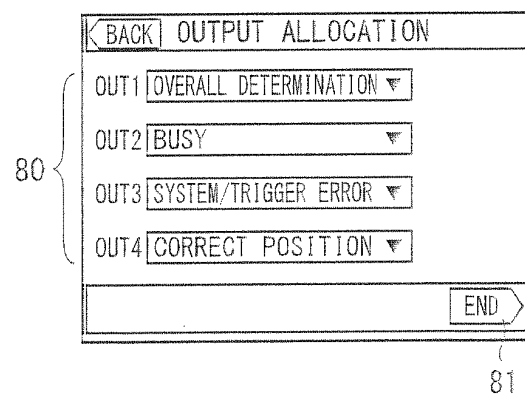 BACK OUTPUT ALLOCATION
OUT1 OVERALL DETERMINATION ▼
OUT2 BUSY ▼
80
OUT3 SYSTEM/TRIGGER ERROR ▼
OUT4 CORRECT POSITION ▼
END
81